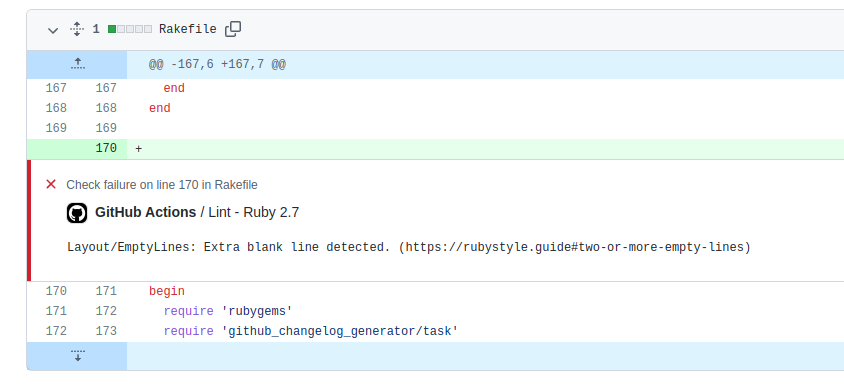 1 Rakefile
@@ -167,6 +167,7 @@
167 167 end
168 168 end
169 169
170 +
Check failure on line 170 in Rakefile
GitHub Actions / Lint - Ruby 2.7
Layout/EmptyLines: Extra blank line detected. (https://rubystyle.guide#two-or-more-empty-lines)
170 171 begin
171 172 require 'rubygems'
172 173 require 'github_changelog_generator/task'